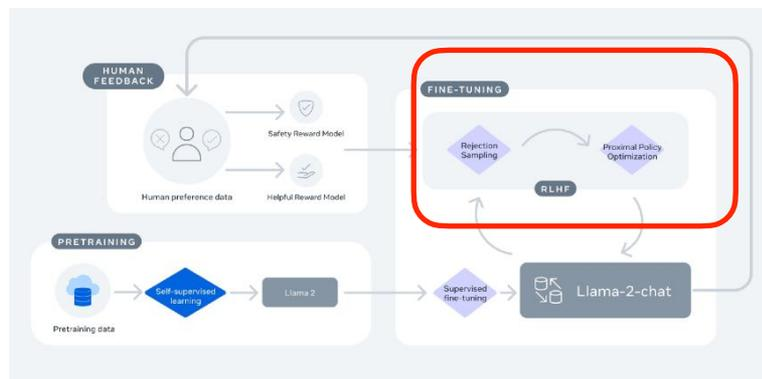 HUMAN
FEEDBACK
Safety Reward Model
Human preference data
Helpful Reward Model
FINE-TUNING
Rejection
Sampling
Proximal Policy
Optimization
RLHF
PRETRAINING
Pretraining data
Self-supervised
learning
Llama 2
Supervised
fine-tuning
Llama-2-chat